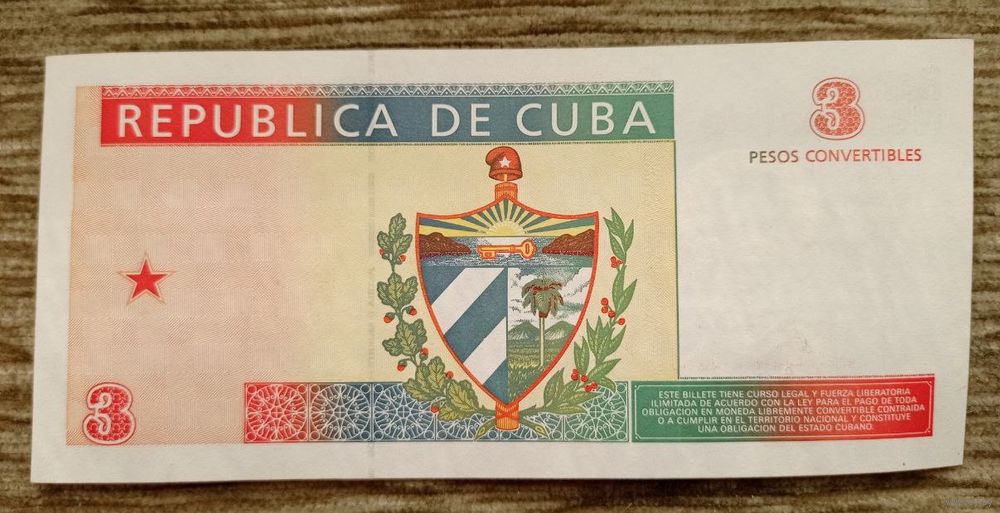 REPUBLICA DE CUBA
3
PESOS CONVERTIBLES
3
ESTE BILLETE TIENE CURSO LEGAL Y FUERZA LIBERATORIA
ILIMITADA DE ACUERDO CON LA LEY PARA EL PAGO DE TODA
OBLIGACION EN MONEDA LIBREMENTE CONVERTIBLE CONTRAIDA
O A CUMPLIR EN EL TERRITORIO NACIONAL Y CONSTITUYE
UNA OBLIGACION DEL ESTADO CUBANO.